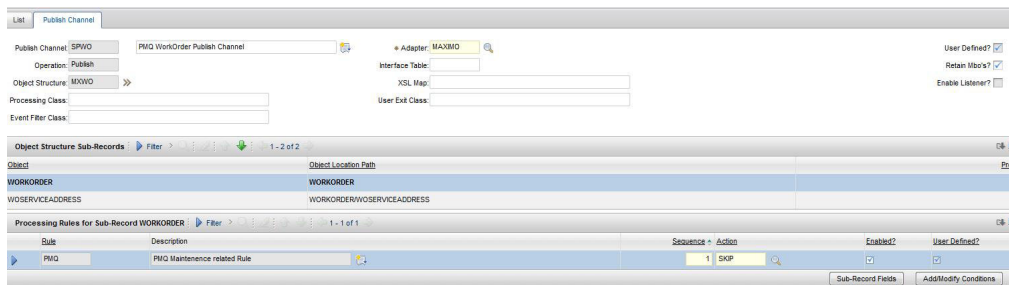 List Publish Channel
Publish Channel: SPWO PMQ WorkOrder Publish Channel * Adapter: MAXIMO User Defined?
Operation: Publish Interface Table: Retain Mbo's?
Object Structure: MXWO XSL Map: Enable Listener?
Processing Class: User Exit Class:
Event Filter Class:
Object Structure Sub-Records Filter 1 - 2 of 2
Object Object Location Path
WORKORDER WORKORDER
WOSERVICEADDRESS WORKORDER/WOSERVICEADDRESS
Processing Rules for Sub-Record WORKORDER Filter 1 - 1 of 1
Rule Description Sequence Action Enabled? User Defined?
PMQ PMQ Maintenence related Rule 1 SKIP
Sub-Record Fields Add/Modify Conditions